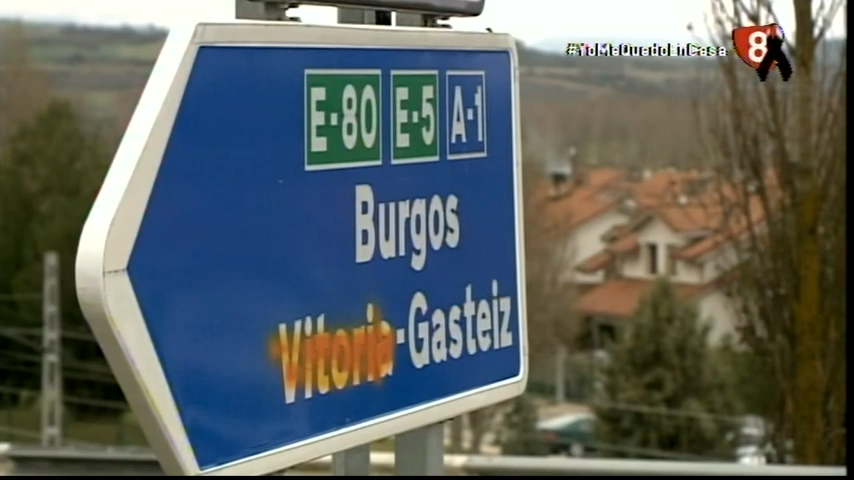 #YoMeQuedoEnCasa
8
E-80 E-5 A-1
Burgos
Vitoria-Gasteiz